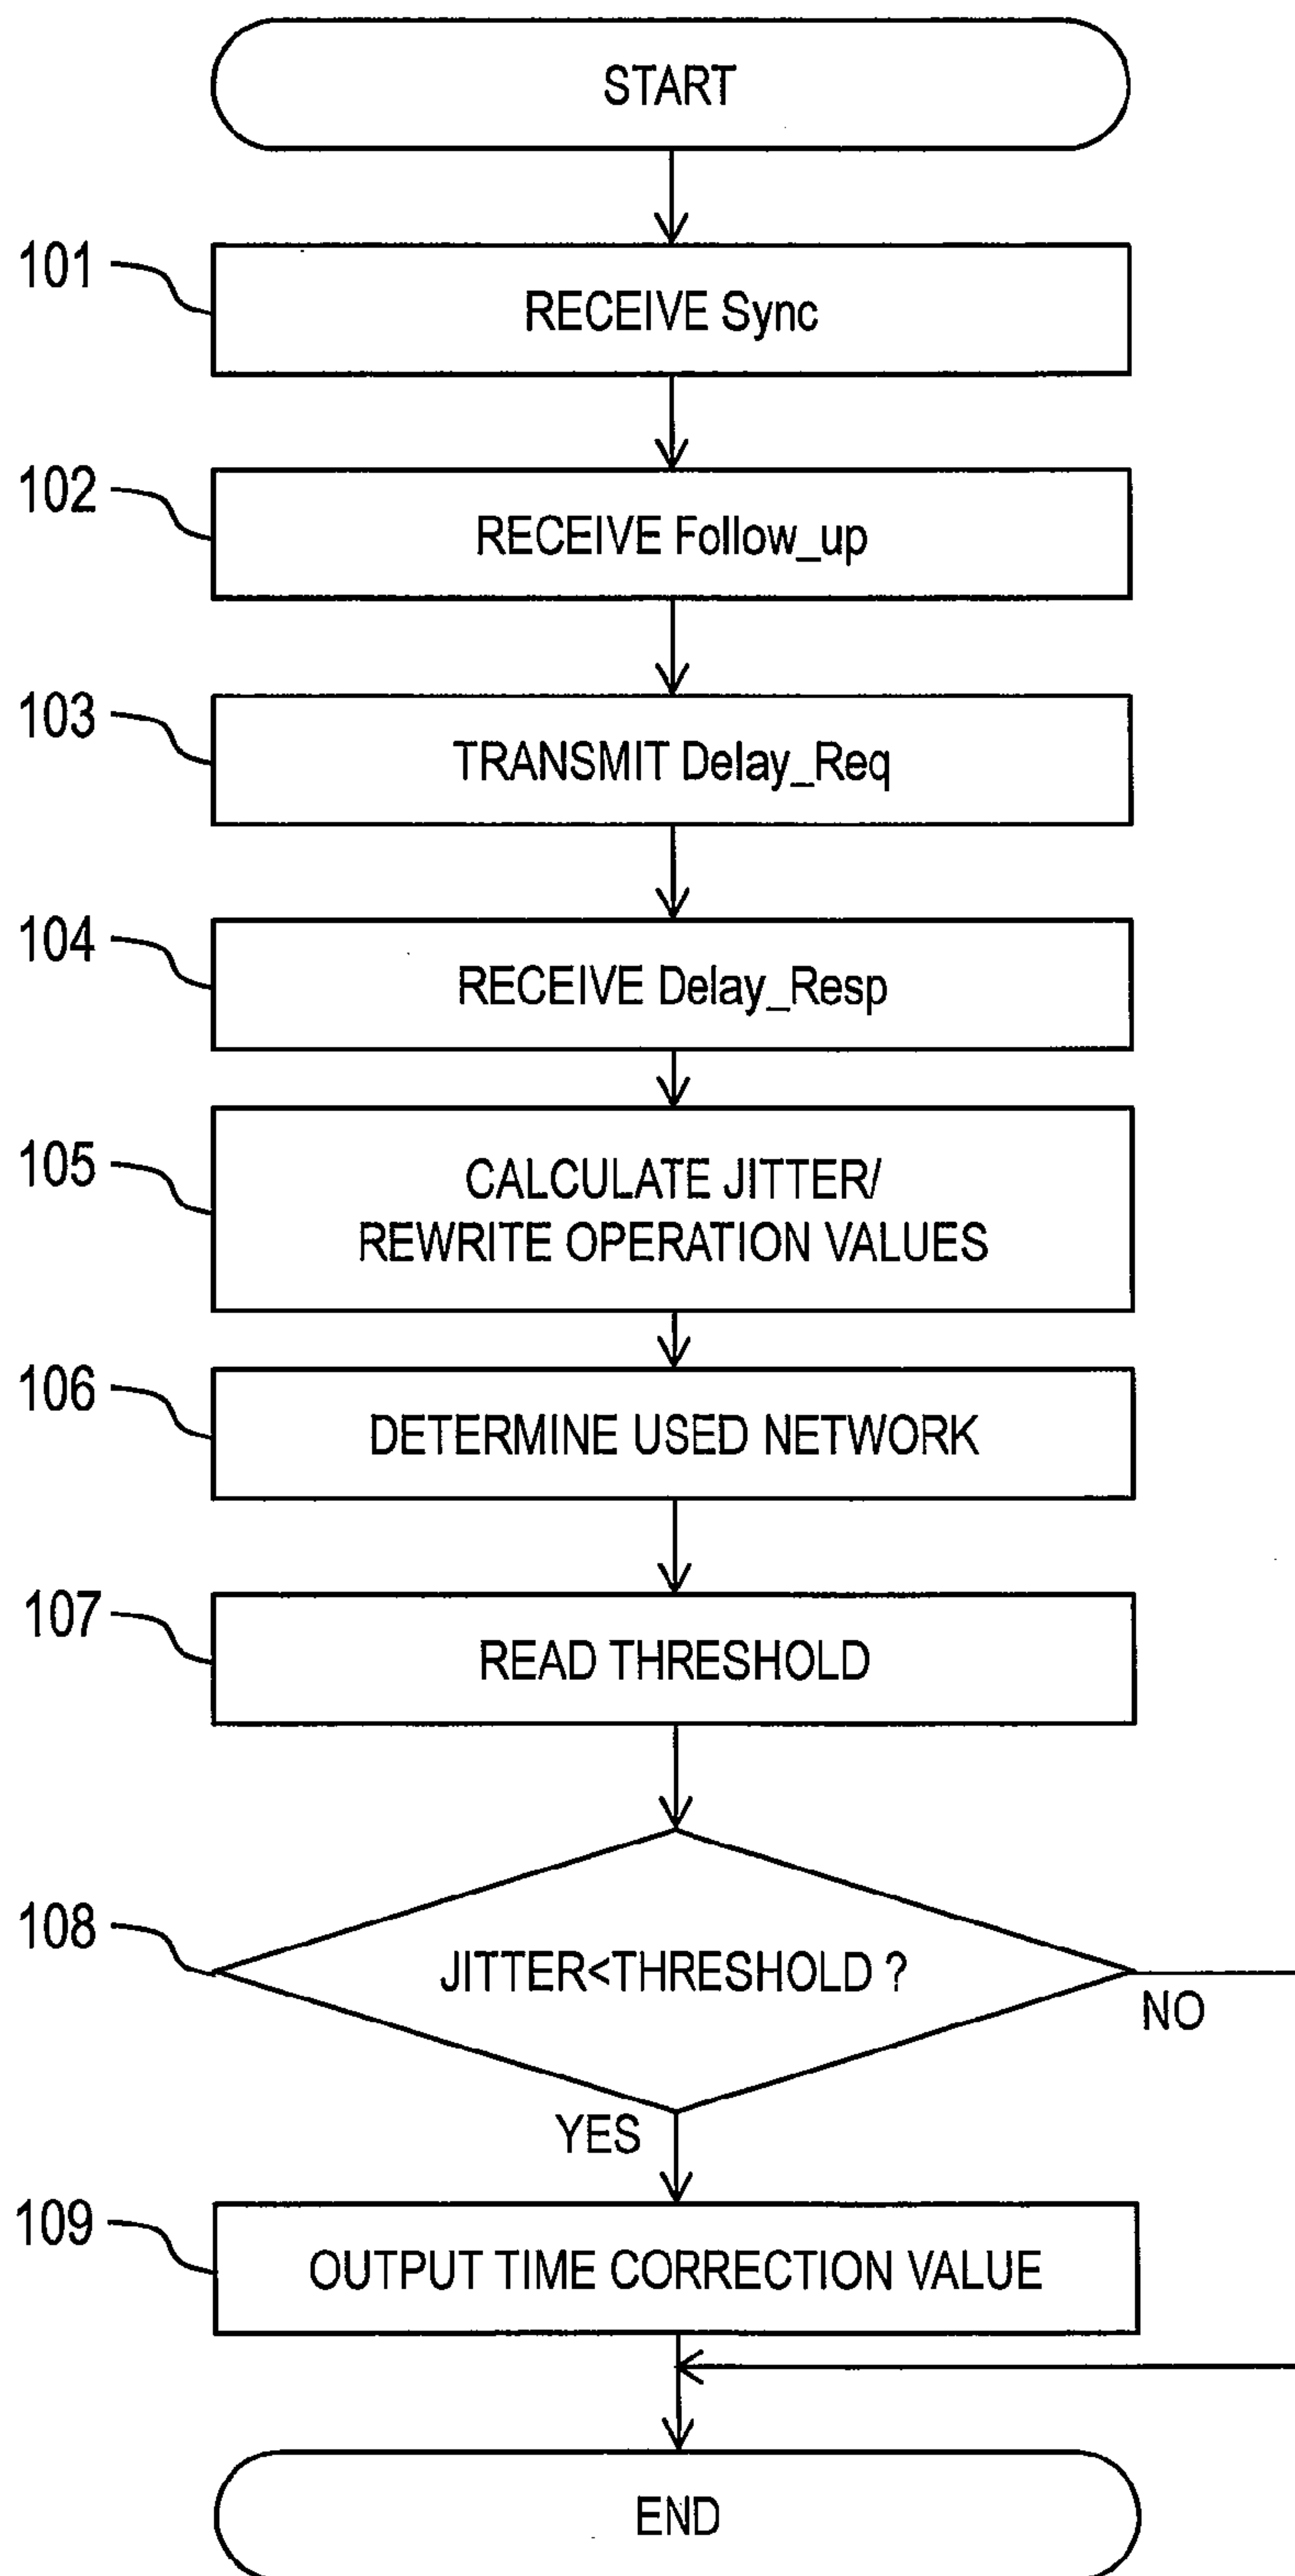 START
101
RECEIVE Sync
102
RECEIVE Follow_up
103
TRANSMIT Delay_Req
104
RECEIVE Delay_Resp
105
CALCULATE JITTER/
REWRITE OPERATION VALUES
106
DETERMINE USED NETWORK
107
READ THRESHOLD
108
JITTER<THRESHOLD ?
NO
YES
109
OUTPUT TIME CORRECTION VALUE
END